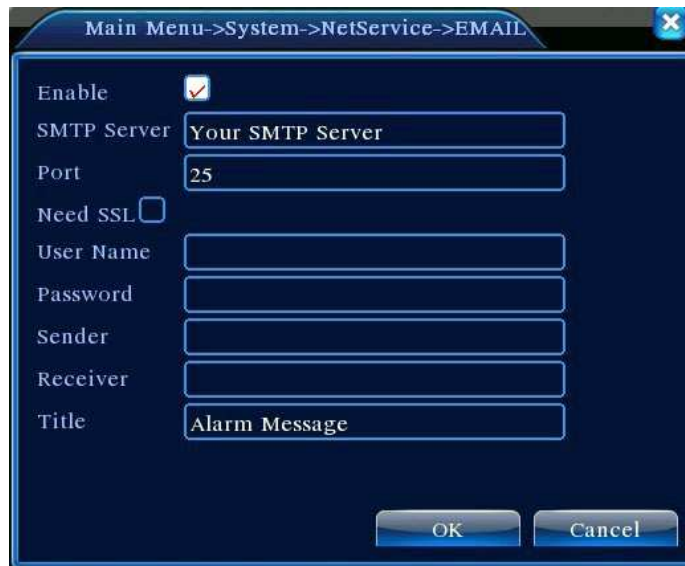 Main Menu->System->NetService->EMAIL
Enable
SMTP Server Your SMTP Server
Port 25
Need SSL
User Name
Password
Sender
Receiver
Title Alarm Message
OK Cancel